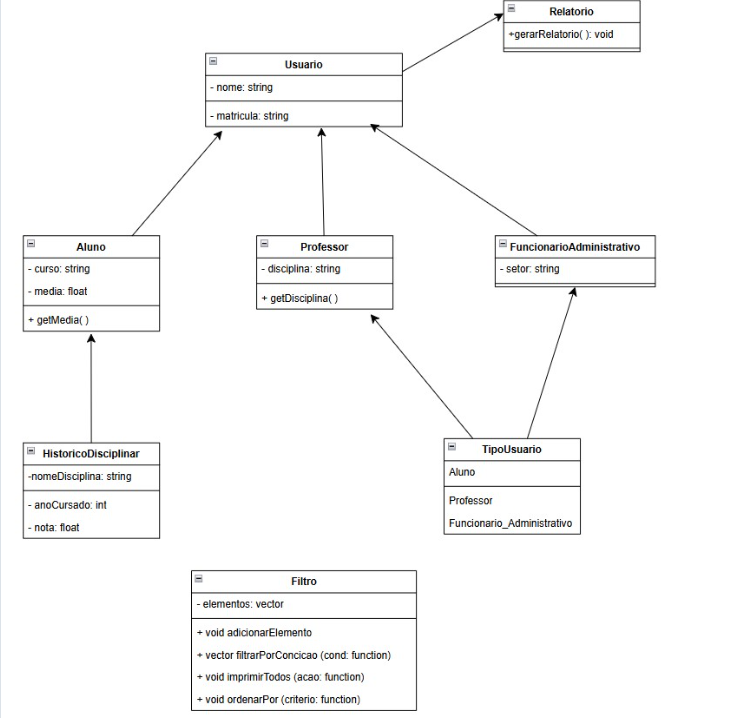 Relatorio
+gerarRelatorio( ): void
Usuario
- nome: string
- matricula: string
Aluno
- curso: string
- media: float
+ getMedia( )
Professor
- disciplina: string
+ getDisciplina( )
FuncionarioAdministrativo
- setor: string
HistoricoDisciplinar
-nomeDisciplina: string
- anoCursado: int
- nota: float
TipoUsuario
Aluno
Professor
Funcionario_Administrativo
Filtro
- elementos: vector
+ void adicionarElemento
+ vector filtrarPorConcicao (cond: function)
+ void imprimirTodos (acao: function)
+ void ordenarPor (criterio: function)